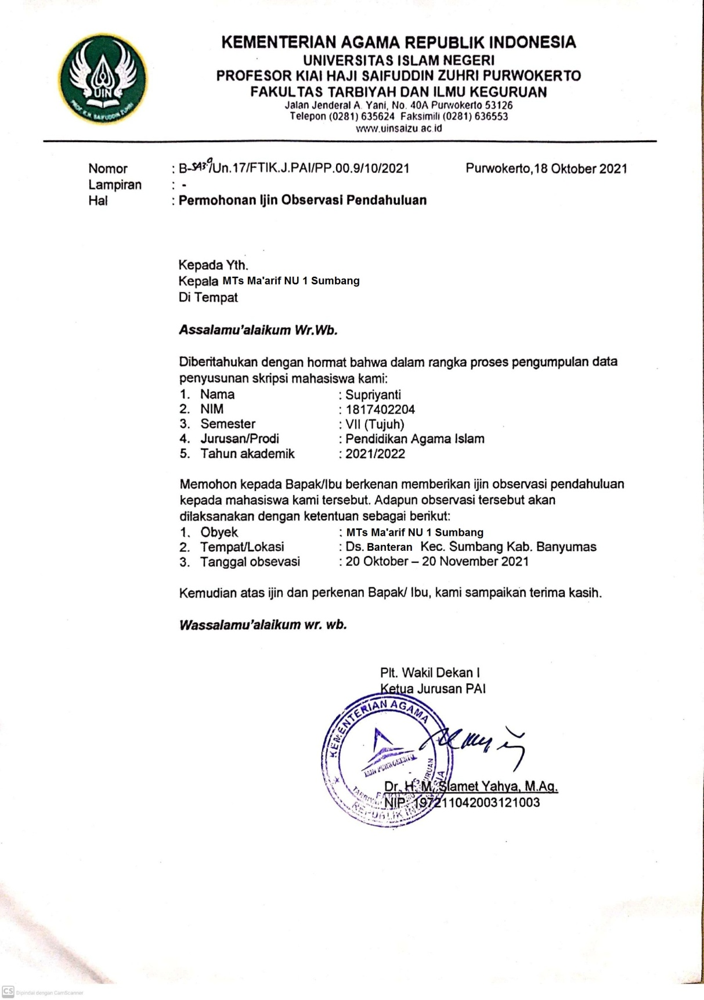 KEMENTERIAN AGAMA REPUBLIK INDONESIA
UNIVERSITAS ISLAM NEGERI
PROFESOR KIAI HAJI SAIFUDDIN ZUHRI PURWOKERTO
FAKULTAS TARBIYAH DAN ILMU KEGURUAN
Jalan Jenderal A. Yani, No. 40A Purwokerto 53126
Telepon (0281) 635624 Faksimili (0281) 636553
www.uinsaizu.ac.id
UIN
PROF. K.H. SAIFUDDIN ZUHRI
Nomor : B- /Un.17/FTIK.J.PAI/PP.00.9/10/2021 Purwokerto,18 Oktober 2021
Lampiran : -
Hal : Permohonan Ijin Observasi Pendahuluan
Kepada Yth.
Kepala MTs Ma'arif NU 1 Sumbang
Di Tempat
Assalamu'alaikum Wr.Wb.
Diberitahukan dengan hormat bahwa dalam rangka proses pengumpulan data
penyusunan skripsi mahasiswa kami:
1. Nama : Supriyanti
2. NIM : 1817402204
3. Semester : VII (Tujuh)
4. Jurusan/Prodi : Pendidikan Agama Islam
5. Tahun akademik : 2021/2022
Memohon kepada Bapak/Ibu berkenan memberikan ijin observasi pendahuluan
kepada mahasiswa kami tersebut. Adapun observasi tersebut akan
dilaksanakan dengan ketentuan sebagai berikut:
1. Obyek : MTs Ma'arif NU 1 Sumbang
2. Tempat/Lokasi : Ds. Banteran Kec. Sumbang Kab. Banyumas
3. Tanggal obsevasi : 20 Oktober – 20 November 2021
Kemudian atas ijin dan perkenan Bapak/ Ibu, kami sampaikan terima kasih.
Wassalamu'alaikum wr. wb.
Plt. Wakil Dekan I
Ketua Jurusan PAI
KEMENTERIAN AGAMA
IAIN PURWOKERTO
REPUBLIK INDONESIA
Dr. H. M. Slamet Yahya, M.Ag.
NIP: 197211042003121003
CS Dipindai dengan CamScanner